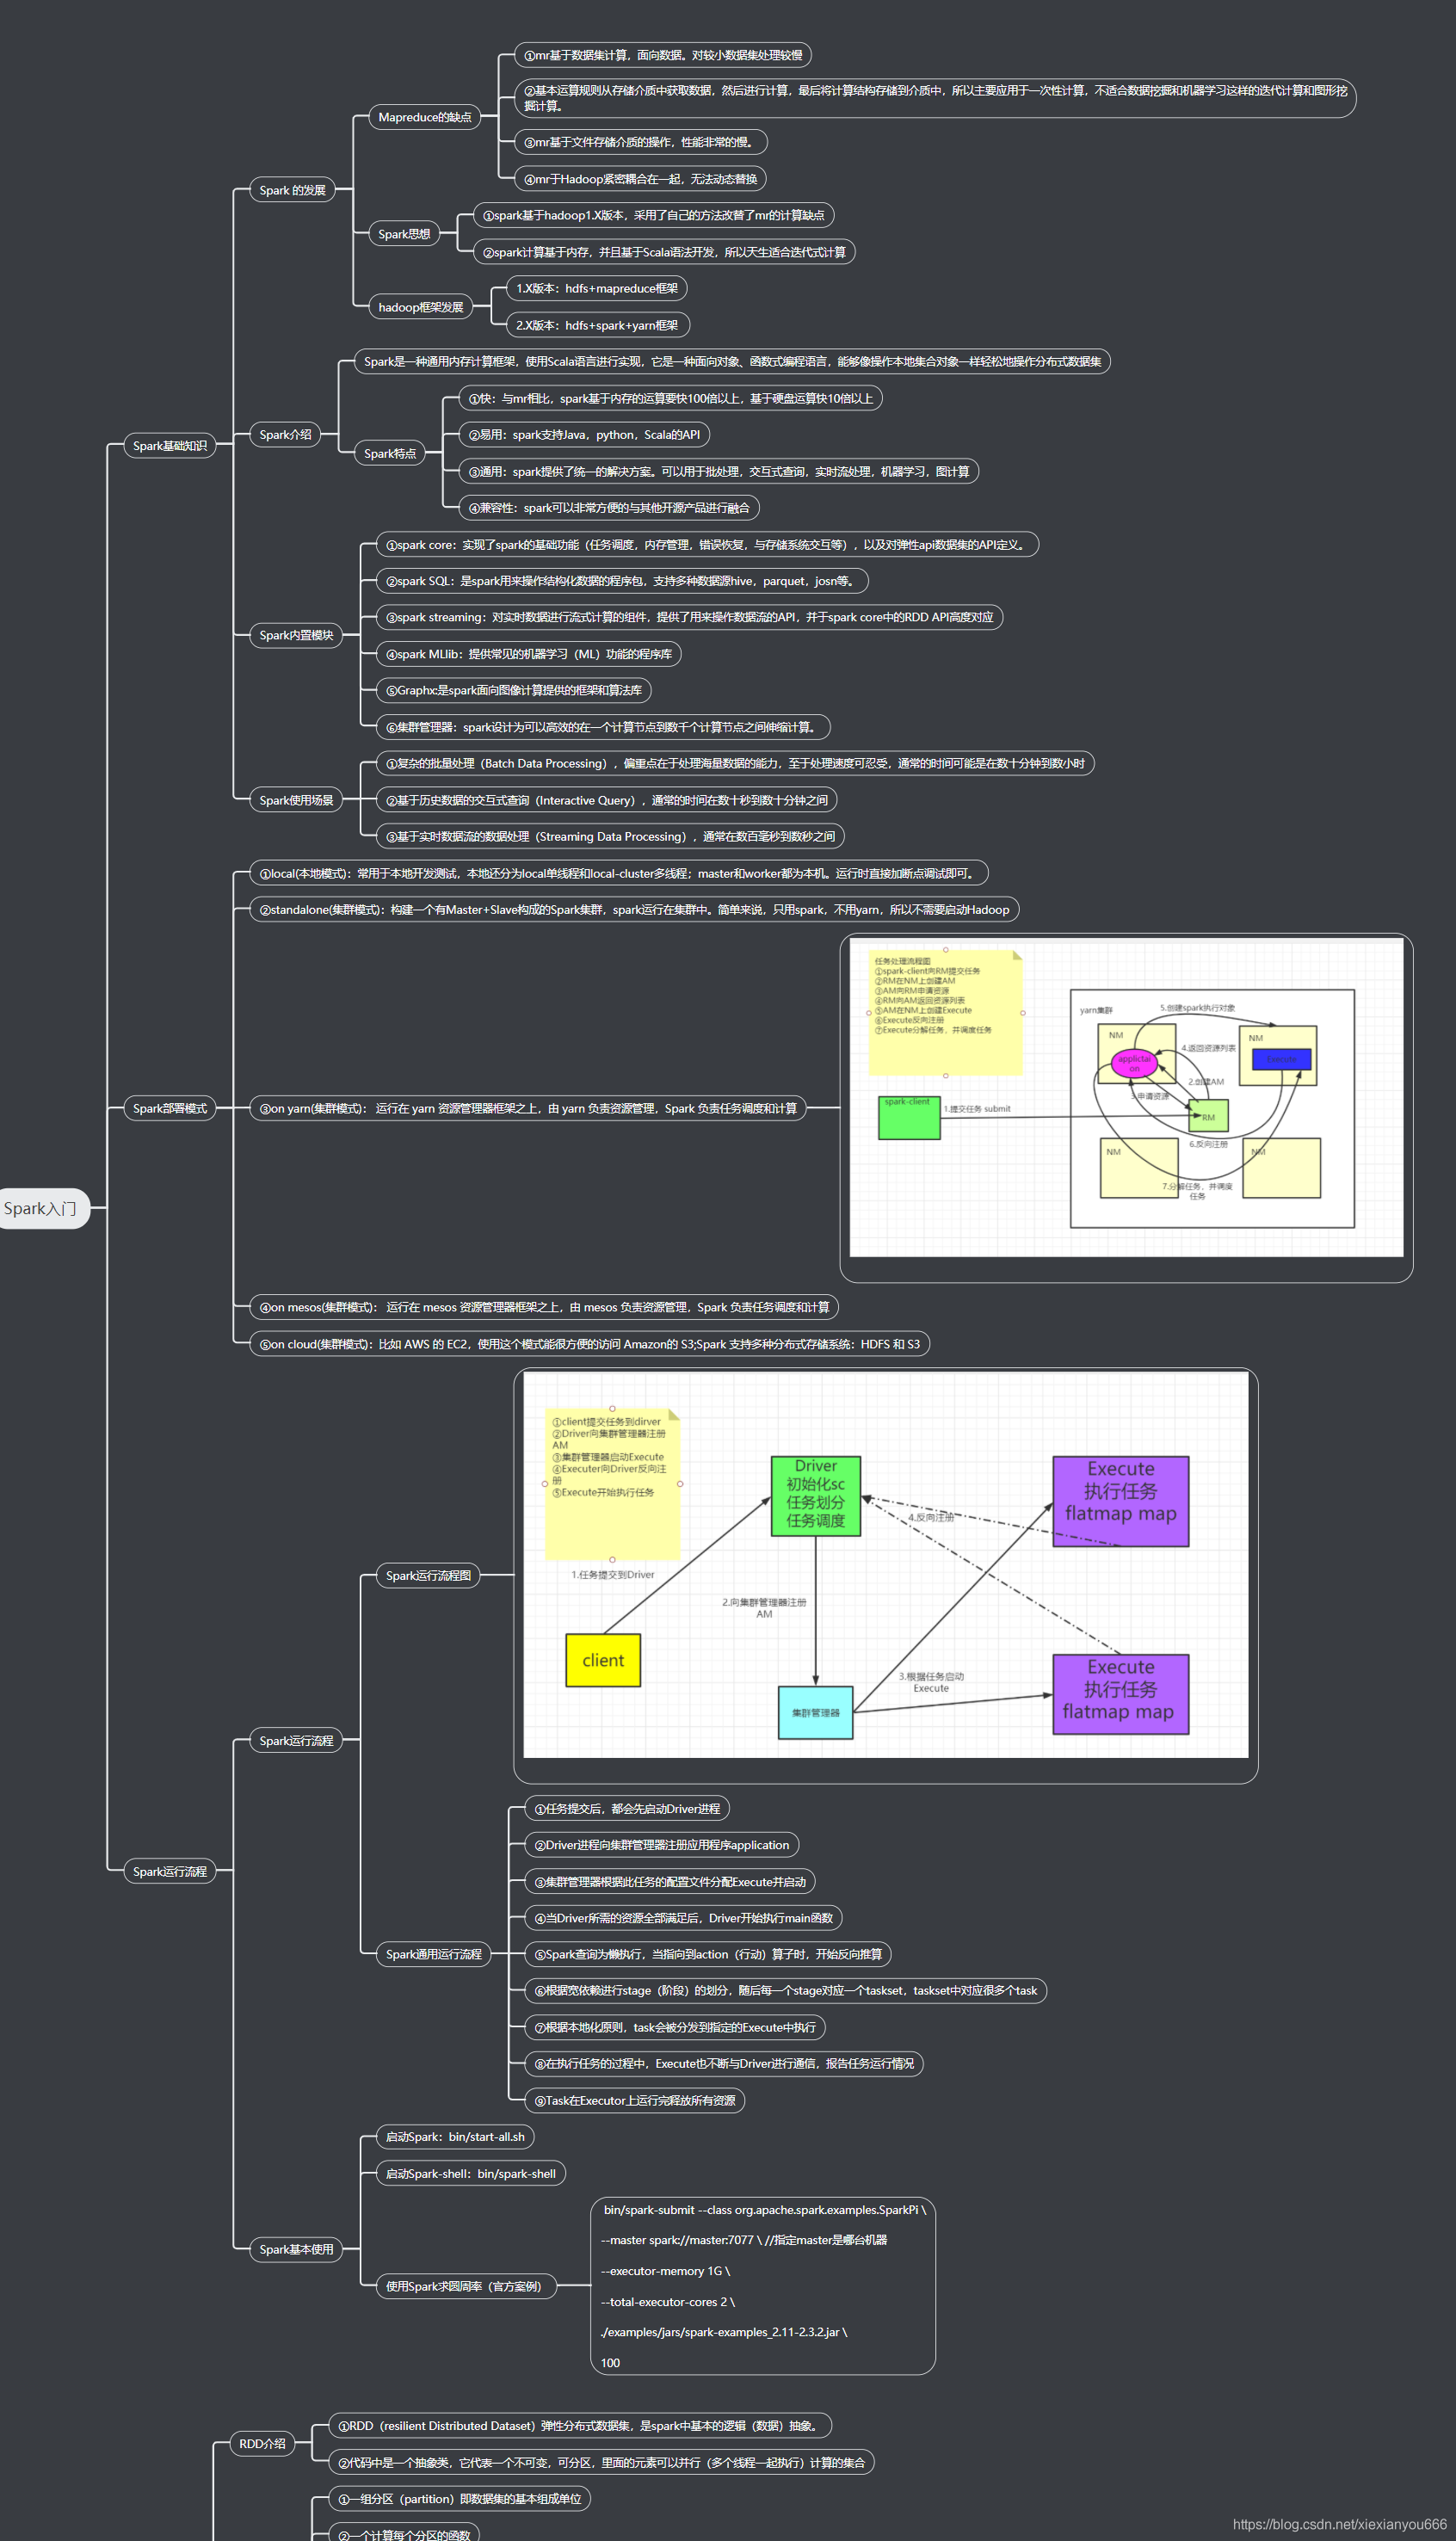 Spark入门
Spark基础知识
Spark 的发展
Mapreduce的缺点
①mr基于数据集计算，面向数据。对较小数据集处理较慢
②基本运算规则从存储介质中获取数据，然后进行计算，最后将计算结构存储到介质中，所以主要应用于一次性计算，不适合数据挖掘和机器学习这样的迭代计算和图形挖
掘计算。
③mr基于文件存储介质的操作，性能非常的慢。
④mr于Hadoop紧密耦合在一起，无法动态替换
Spark思想
①spark基于hadoop1.X版本，采用了自己的方法改替了mr的计算缺点
②spark计算基于内存，并且基于Scala语法开发，所以天生适合迭代式计算
hadoop框架发展
1.X版本：hdfs+mapreduce框架
2.X版本：hdfs+spark+yarn框架
Spark介绍
Spark是一种通用内存计算框架，使用Scala语言进行实现，它是一种面向对象、函数式编程语言，能够像操作本地集合对象一样轻松地操作分布式数据集
Spark特点
①快：与mr相比，spark基于内存的运算要快100倍以上，基于硬盘运算快10倍以上
②易用：spark支持Java，python，Scala的API
③通用：spark提供了统一的解决方案。可以用于批处理，交互式查询，实时流处理，机器学习，图计算
④兼容性：spark可以非常方便的与其他开源产品进行融合
Spark内置模块
①spark core：实现了spark的基础功能（任务调度，内存管理，错误恢复，与存储系统交互等），以及对弹性api数据集的API定义。
②spark SQL：是spark用来操作结构化数据的程序包，支持多种数据源hive，parquet，josn等。
③spark streaming：对实时数据进行流式计算的组件，提供了用来操作数据流的API，并于spark core中的RDD API高度对应
④spark MLlib：提供常见的机器学习（ML）功能的程序库
⑤Graphx:是spark面向图像计算提供的框架和算法库
⑥集群管理器：spark设计为可以高效的在一个计算节点到数千个计算节点之间伸缩计算。
Spark使用场景
①复杂的批量处理（Batch Data Processing），偏重点在于处理海量数据的能力，至于处理速度可忍受，通常的时间可能是在数十分钟到数小时
②基于历史数据的交互式查询（Interactive Query），通常的时间在数十秒到数十分钟之间
③基于实时数据流的数据处理（Streaming Data Processing），通常在数百毫秒到数秒之间
Spark部署模式
①local(本地模式)：常用于本地开发测试，本地还分为local单线程和local-cluster多线程；master和worker都为本机。运行时直接加断点调试即可。
②standalone(集群模式)：构建一个有Master+Slave构成的Spark集群，spark运行在集群中。简单来说，只用spark，不用yarn，所以不需要启动Hadoop
③on yarn(集群模式)： 运行在 yarn 资源管理器框架之上，由 yarn 负责资源管理，Spark 负责任务调度和计算
任务处理流程图
①spark-client向RM提交任务
②RM在NM上创建AM
③AM向RM申请资源
④RM向AM返回资源列表
⑤AM在NM上创建Execute
⑥Execute反向注册
⑦Execute分解任务，并调度任务
yarn集群
5.创建spark执行对象
NM
NM
4.返回资源列表
applictai
on
Execute
2.创建AM
3.申请资源
spark-client
1.提交任务 submit
RM
6.反向注册
NM
NM
7.分解任务，并调度
任务
④on mesos(集群模式)： 运行在 mesos 资源管理器框架之上，由 mesos 负责资源管理，Spark 负责任务调度和计算
⑤on cloud(集群模式)：比如 AWS 的 EC2，使用这个模式能很方便的访问 Amazon的 S3;Spark 支持多种分布式存储系统：HDFS 和 S3
Spark运行流程
Spark运行流程
Spark运行流程图
①client提交任务到dirver
②Driver向集群管理器注册
AM
③集群管理器启动Execute
④Executer向Driver反向注
册
⑤Execute开始执行任务
Driver
初始化sc
任务划分
任务调度
Execute
执行任务
flatmap map
4.反向注册
1.任务提交到Driver
2.向集群管理器注册
AM
client
3.根据任务启动
Execute
集群管理器
Execute
执行任务
flatmap map
Spark通用运行流程
①任务提交后，都会先启动Driver进程
②Driver进程向集群管理器注册应用程序application
③集群管理器根据此任务的配置文件分配Execute并启动
④当Driver所需的资源全部满足后，Driver开始执行main函数
⑤Spark查询为懒执行，当指向到action（行动）算子时，开始反向推算
⑥根据宽依赖进行stage（阶段）的划分，随后每一个stage对应一个taskset，taskset中对应很多个task
⑦根据本地化原则，task会被分发到指定的Execute中执行
⑧在执行任务的过程中，Execute也不断与Driver进行通信，报告任务运行情况
⑨Task在Executor上运行完释放所有资源
Spark基本使用
启动Spark：bin/start-all.sh
启动Spark-shell：bin/spark-shell
使用Spark求圆周率（官方案例）
bin/spark-submit --class org.apache.spark.examples.SparkPi \
--master spark://master:7077 \ //指定master是哪台机器
--executor-memory 1G \
--total-executor-cores 2 \
./examples/jars/spark-examples_2.11-2.3.2.jar \
100
RDD介绍
①RDD（resilient Distributed Dataset）弹性分布式数据集，是spark中基本的逻辑（数据）抽象。
②代码中是一个抽象类，它代表一个不可变，可分区，里面的元素可以并行（多个线程一起执行）计算的集合
①一组分区（partition）即数据集的基本组成单位
②一个计算每个分区的函数
https://blog.csdn.net/xiexianyou666